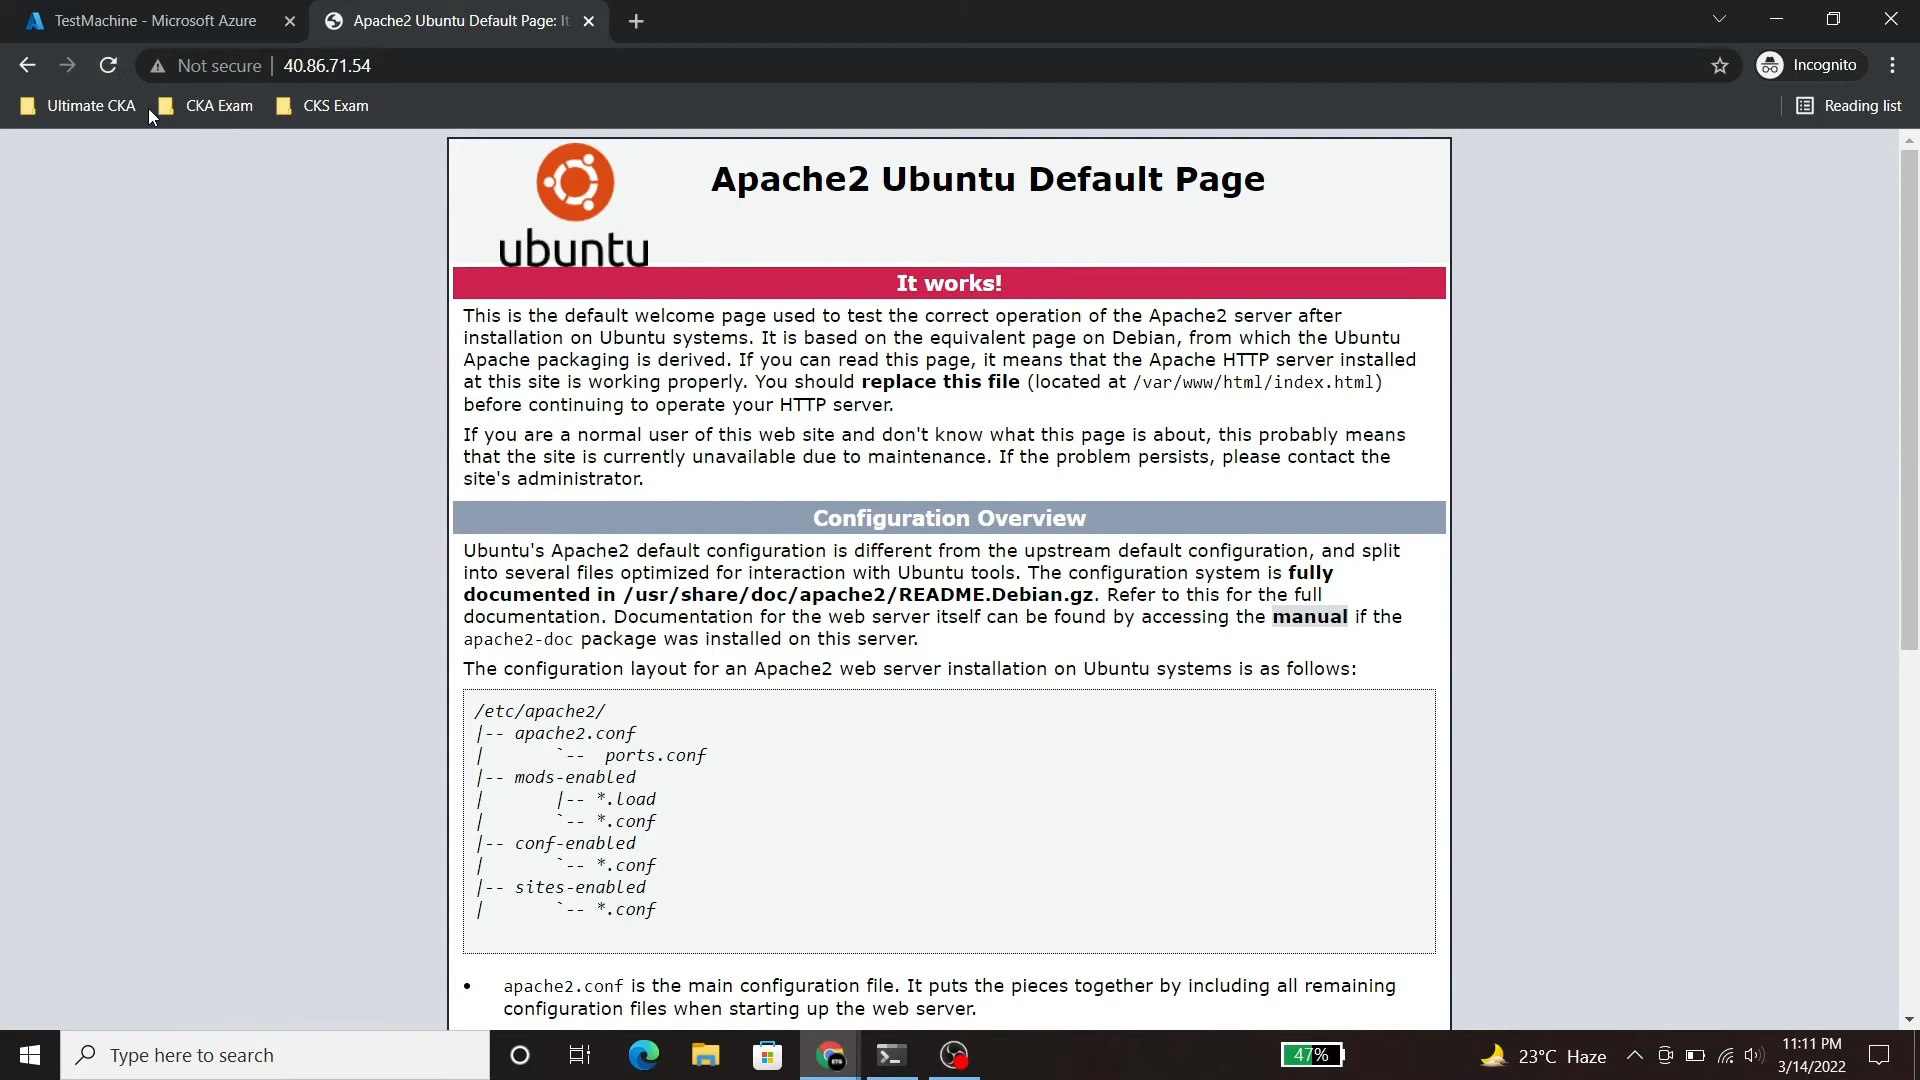 TestMachine - Microsoft Azure
Apache2 Ubuntu Default Page: It
Not secure | 40.86.71.54
Incognito
Ultimate CKA
CKA Exam
CKS Exam
Reading list
ubuntu
Apache2 Ubuntu Default Page
It works!
This is the default welcome page used to test the correct operation of the Apache2 server after
installation on Ubuntu systems. It is based on the equivalent page on Debian, from which the Ubuntu
Apache packaging is derived. If you can read this page, it means that the Apache HTTP server installed
at this site is working properly. You should replace this file (located at /var/www/html/index.html)
before continuing to operate your HTTP server.
If you are a normal user of this web site and don't know what this page is about, this probably means
that the site is currently unavailable due to maintenance. If the problem persists, please contact the
site's administrator.
Configuration Overview
Ubuntu's Apache2 default configuration is different from the upstream default configuration, and split
into several files optimized for interaction with Ubuntu tools. The configuration system is fully
documented in /usr/share/doc/apache2/README.Debian.gz. Refer to this for the full
documentation. Documentation for the web server itself can be found by accessing the manual if the
apache2-doc package was installed on this server.
The configuration layout for an Apache2 web server installation on Ubuntu systems is as follows:
/etc/apache2/
|-- apache2.conf
|       `--  ports.conf
|-- mods-enabled
|       |-- *.load
|       `-- *.conf
|-- conf-enabled
|       `-- *.conf
|-- sites-enabled
|       `-- *.conf
• apache2.conf is the main configuration file. It puts the pieces together by including all remaining
configuration files when starting up the web server.
Type here to search
47%
23°C Haze
11:11 PM
3/14/2022